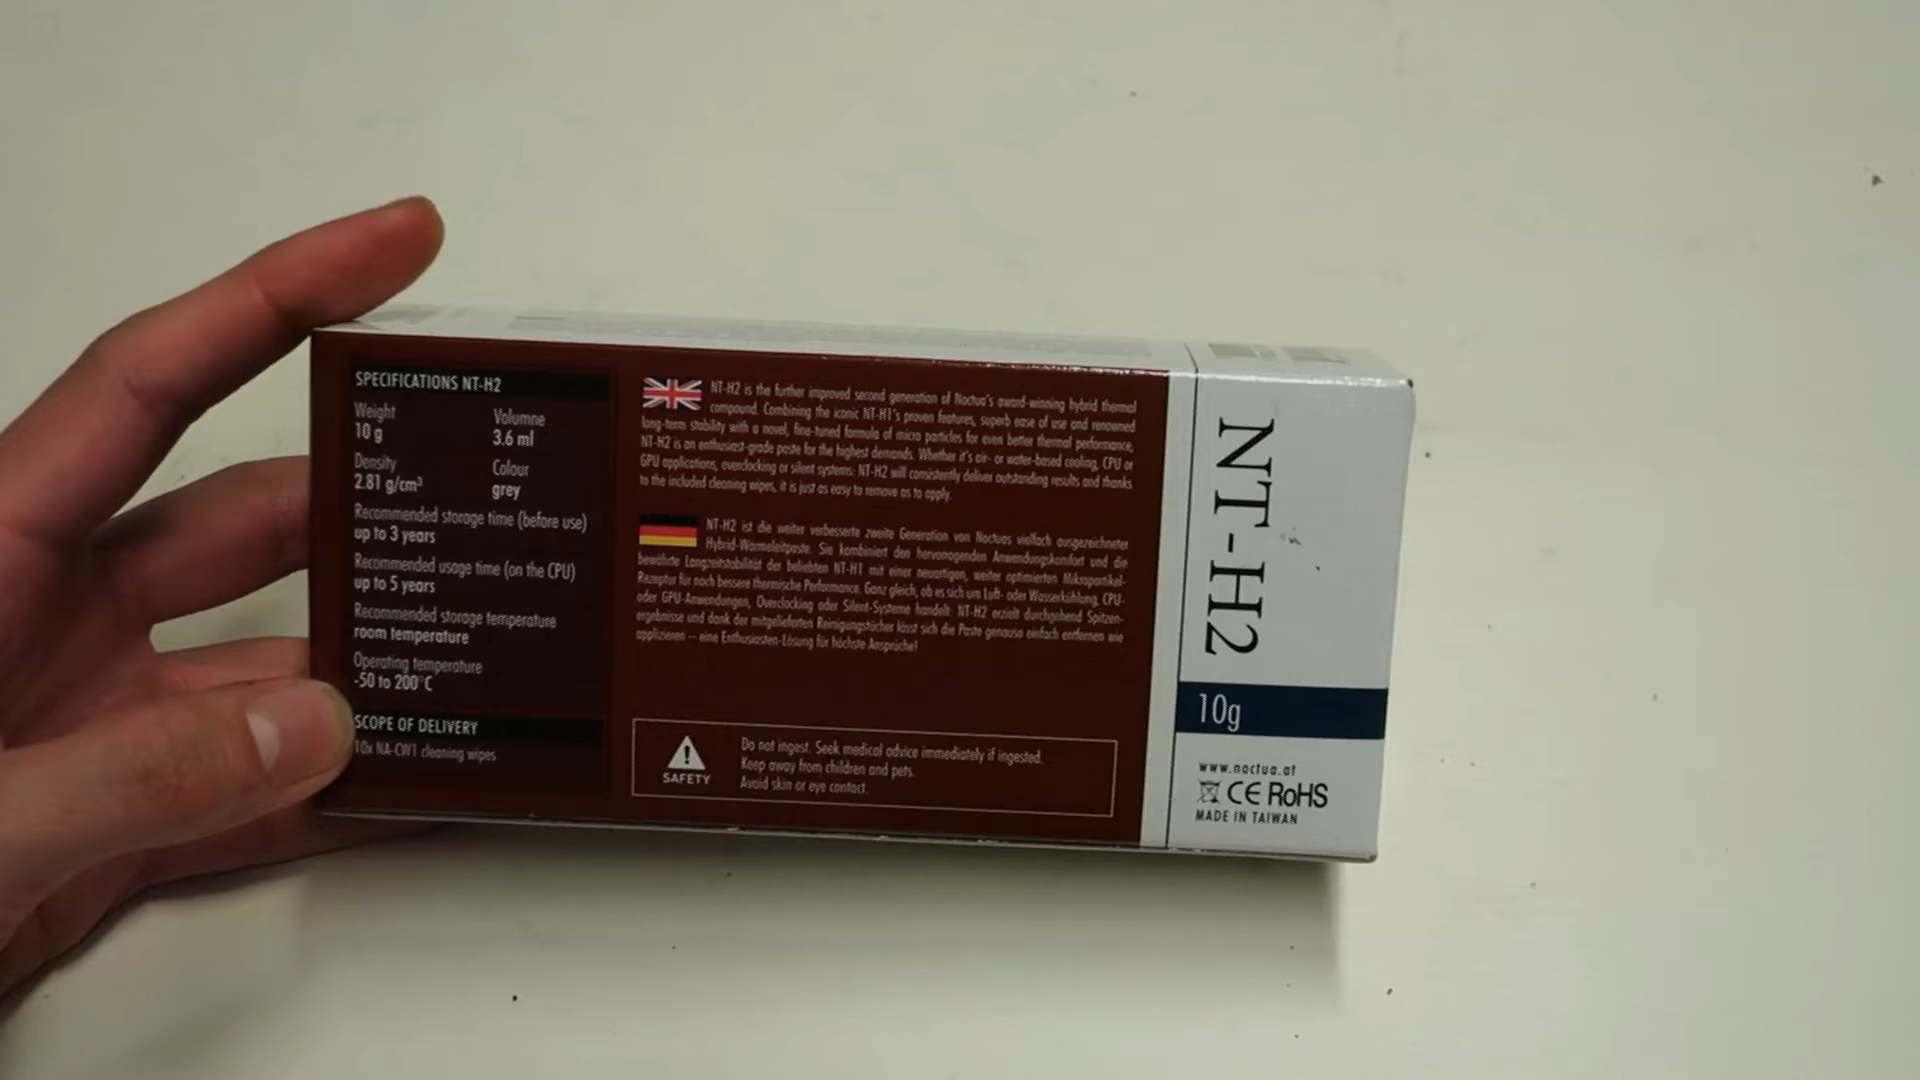 SPECIFICATIONS NT-H2
Weight
10 g
Volumne
3.6 ml
Density
2.81 g/cm³
Colour
grey
Recommended storage time (before use)
up to 3 years
Recommended usage time (on the CPU)
up to 5 years
Recommended storage temperature
room temperature
Operating temperature
-50 to 200°C
SCOPE OF DELIVERY
10x NA-CW1 cleaning wipes
NT-H2 is the further improved second generation of Noctua's award-winning hybrid thermal
compound. Combining the iconic NT-H1's proven features, superb ease of use and renowned
long-term stability with a novel, fine-tuned formula of micro particles for even better thermal performance,
NT-H2 is an enthusiast-grade paste for the highest demands. Whether it's air- or water-based cooling, CPU or
GPU applications, overclocking or silent systems: NT-H2 will consistently deliver outstanding results and thanks
to the included cleaning wipes, it is just as easy to remove as to apply.
NT-H2 ist die weiter verbesserte zweite Generation von Noctuas vielfach ausgezeichneter
Hybrid-Wärmeleitpaste. Sie kombiniert den hervorragenden Anwendungskomfort und die
bewährte Langzeitstabilität der beliebten NT-H1 mit einer neuartigen, weiter optimierten Mikropartikel-
Rezeptur für noch bessere thermische Performance. Ganz gleich, ob es sich um Luft- oder Wasserkühlung, CPU-
oder GPU-Anwendungen, Overclocking oder Silent-Systeme handelt: NT-H2 erzielt durchgehend Spitzen-
ergebnisse und dank der mitgelieferten Reinigungstücher lässt sich die Paste genauso einfach entfernen wie
applizieren – eine Enthusiasten-Lösung für höchste Ansprüche!
SAFETY
Do not ingest. Seek medical advice immediately if ingested.
Keep away from children and pets.
Avoid skin or eye contact.
NT-H2
10g
www.noctua.at
CE RoHS
MADE IN TAIWAN